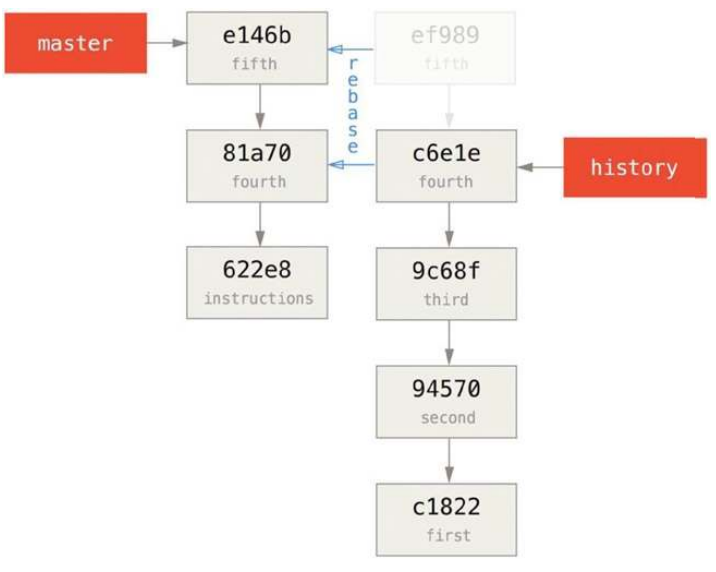 master
e146b
fifth
ef989
fifth
rebase
81a70
fourth
c6e1e
fourth
history
622e8
instructions
9c68f
third
94570
second
c1822
first